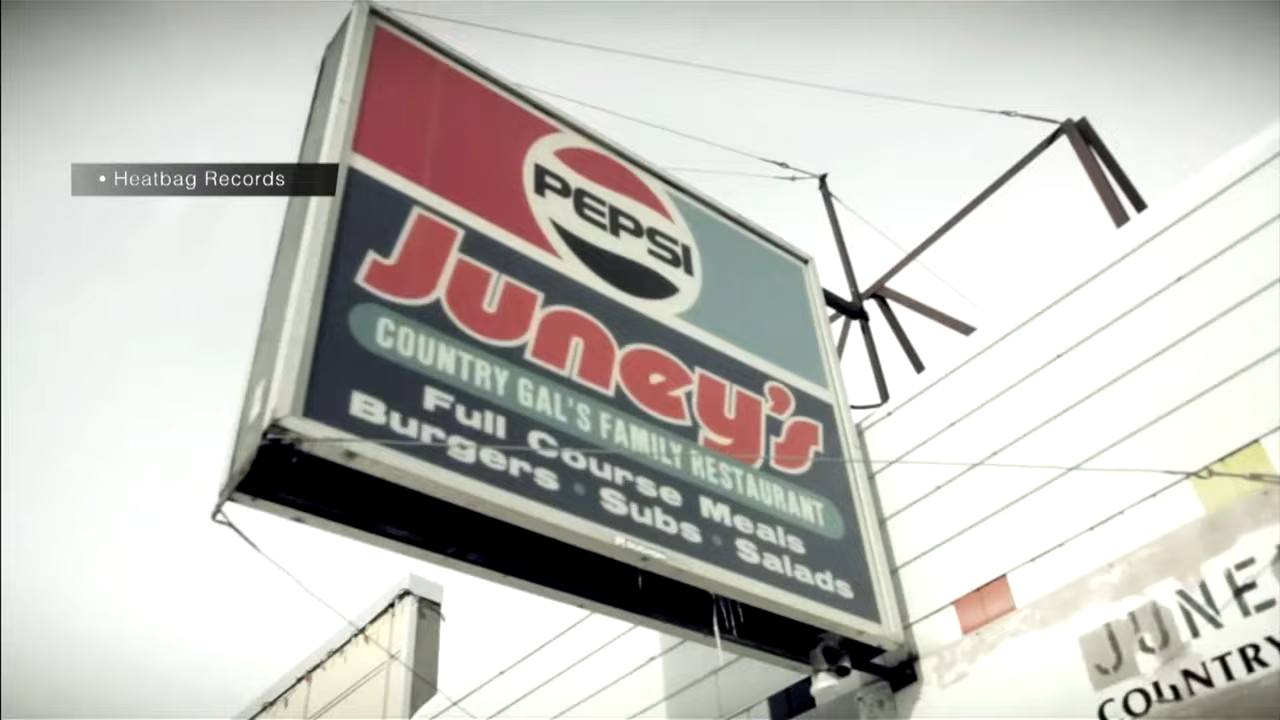 • Heatbag Records
PEPSI
Juney's
COUNTRY GAL'S FAMILY RESTAURANT
Full Course Meals
Burgers • Subs • Salads
JUNE
COUNTRY